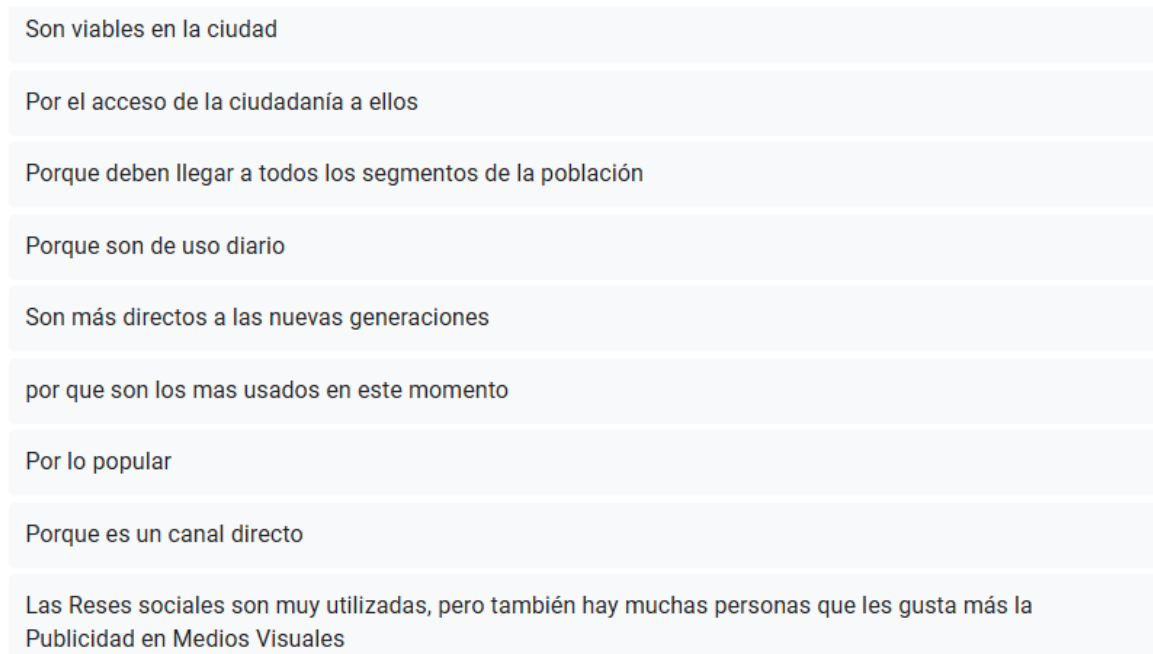 Son viables en la ciudad
Por el acceso de la ciudadanía a ellos
Porque deben llegar a todos los segmentos de la población
Porque son de uso diario
Son más directos a las nuevas generaciones
por que son los mas usados en este momento
Por lo popular
Porque es un canal directo
Las Reses sociales son muy utilizadas, pero también hay muchas personas que les gusta más la
Publicidad en Medios Visuales